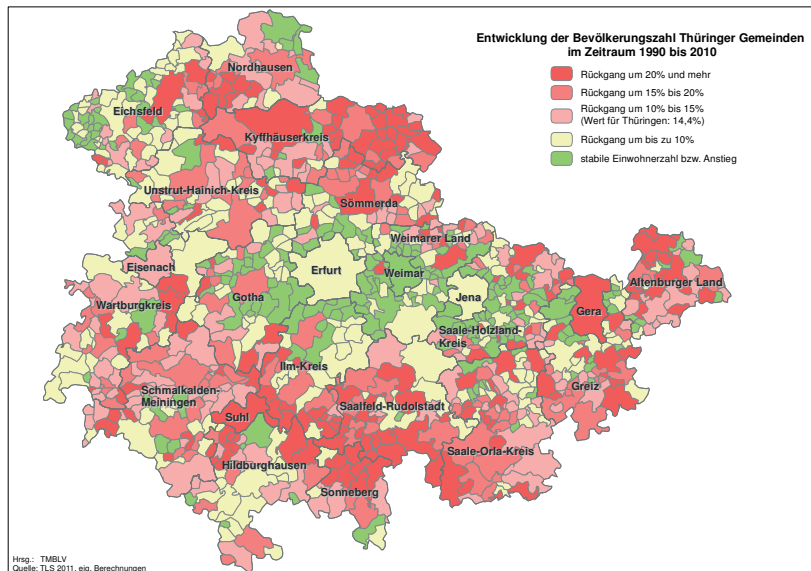 Entwicklung der Bevölkerungszahl Thüringer Gemeinden
im Zeitraum 1990 bis 2010
Rückgang um 20% und mehr
Rückgang um 15% bis 20%
Rückgang um 10% bis 15%
(Wert für Thüringen: 14,4%)
Rückgang um bis zu 10%
stabile Einwohnerzahl bzw. Anstieg
Nordhausen
Eichsfeld
Kyffhäuserkreis
Unstrut-Hainich-Kreis
Sömmerda
Weimarer Land
Eisenach
Erfurt
Weimar
Altenburger Land
Wartburgkreis
Gotha
Jena
Gera
Saale-Holzland-
Kreis
Ilm-Kreis
Greiz
Schmalkalden-
Meiningen
Saalfeld-Rudolstadt
Suhl
Saale-Orla-Kreis
Hildburghausen
Sonneberg
Hrsg.: TMBLV
Quelle: TLS 2011, eig. Berechnungen